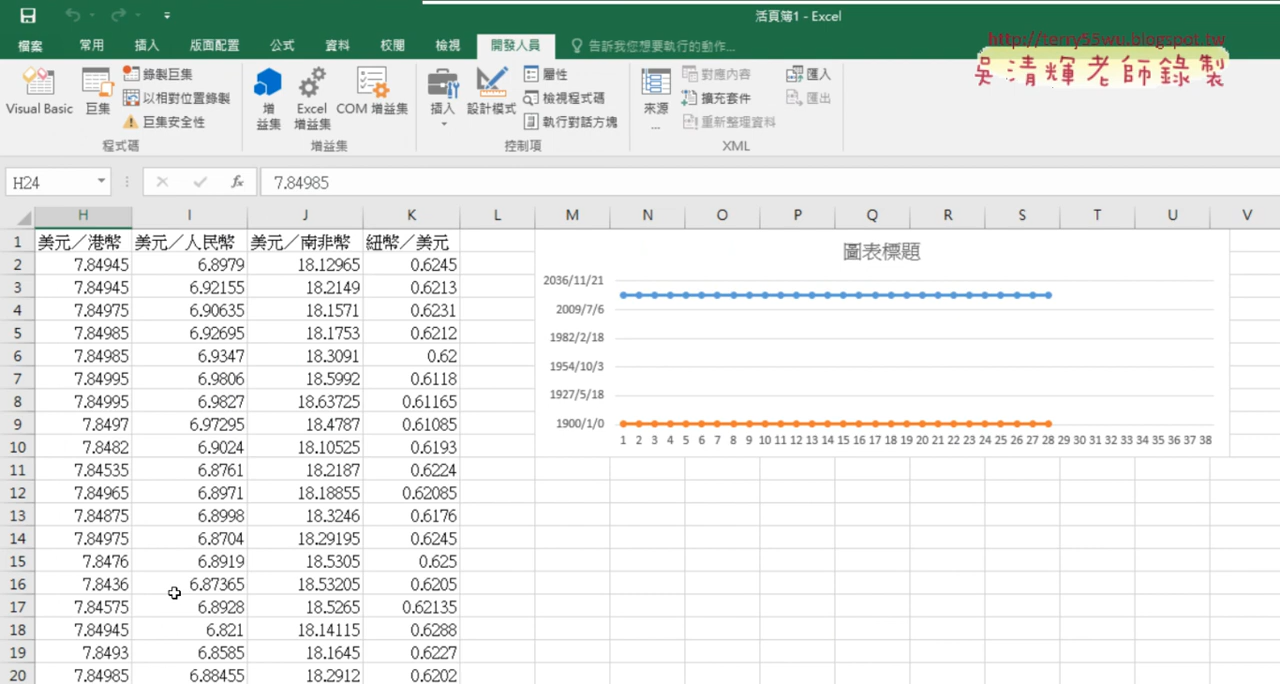 活頁簿1 - Excel
http://terry55wu.blogspot.tw
吳清輝老師錄製
檔案 常用 插入 版面配置 公式 資料 校閱 檢視 開發人員 告訴我您想要執行的動作...
Visual Basic 巨集 錄製巨集 以相對位置錄製 巨集安全性 增益集 Excel 增益集 COM 增益集 插入 設計模式 屬性 檢視程式碼 執行對話方塊 來源 ... 對應內容 擴充套件 重新整理資料 匯入 匯出
程式碼 增益集 控制項 XML
H24 fx 7.84985
H I J K L M N O P Q R S T U V
1 美元／港幣 美元／人民幣 美元／南非幣 紐幣／美元
2 7.84945 6.8979 18.12965 0.6245
3 7.84945 6.92155 18.2149 0.6213
4 7.84975 6.90635 18.1571 0.6231
5 7.84985 6.92695 18.1753 0.6212
6 7.84985 6.9347 18.3091 0.62
7 7.84995 6.9806 18.5992 0.6118
8 7.84995 6.9827 18.63725 0.61165
9 7.8497 6.97295 18.4787 0.61085
10 7.8482 6.9024 18.10525 0.6193
11 7.84535 6.8761 18.2187 0.6224
12 7.84965 6.8971 18.18855 0.62085
13 7.84875 6.8998 18.3246 0.6176
14 7.84975 6.8704 18.29195 0.6245
15 7.8476 6.8919 18.5305 0.625
16 7.8436 6.87365 18.53205 0.6205
17 7.84575 6.8928 18.5265 0.62135
18 7.84945 6.821 18.14115 0.6288
19 7.8493 6.8585 18.1645 0.6227
20 7.84985 6.88455 18.2912 0.6202
圖表標題
2036/11/21
2009/7/6
1982/2/18
1954/10/3
1927/5/18
1900/1/0
1 2 3 4 5 6 7 8 9 10 11 12 13 14 15 16 17 18 19 20 21 22 23 24 25 26 27 28 29 30 31 32 33 34 35 36 37 38